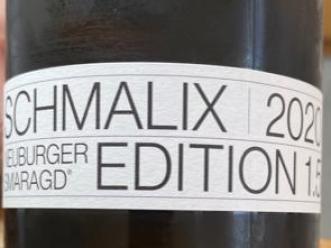 SCHMALIX | 2020
NEUBURGER
SMARAGD®
EDITION 1.5